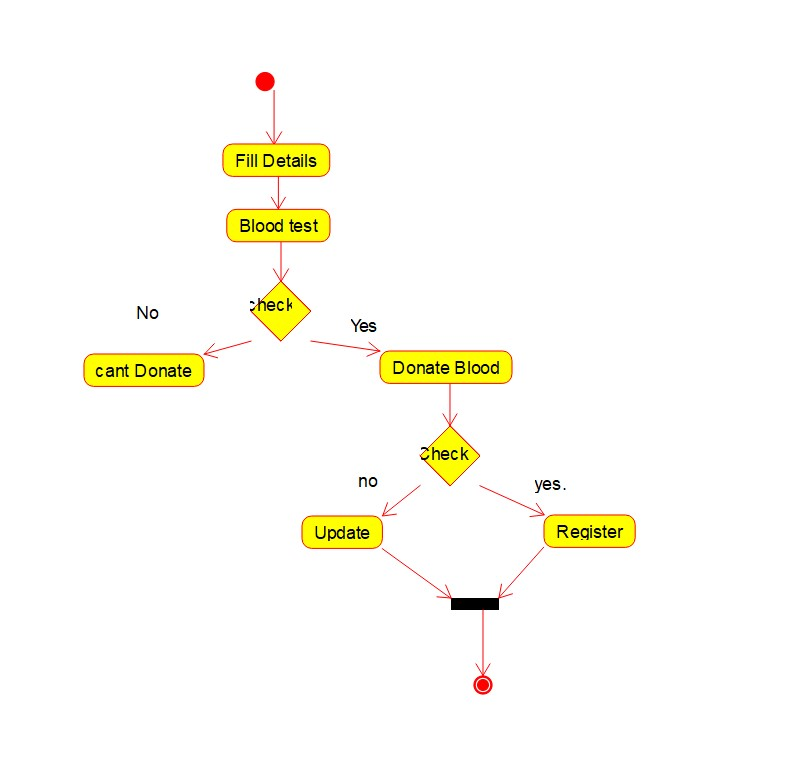 Fill Details
Blood test
check
No
Yes
cant Donate
Donate Blood
Check
no
yes.
Update
Register